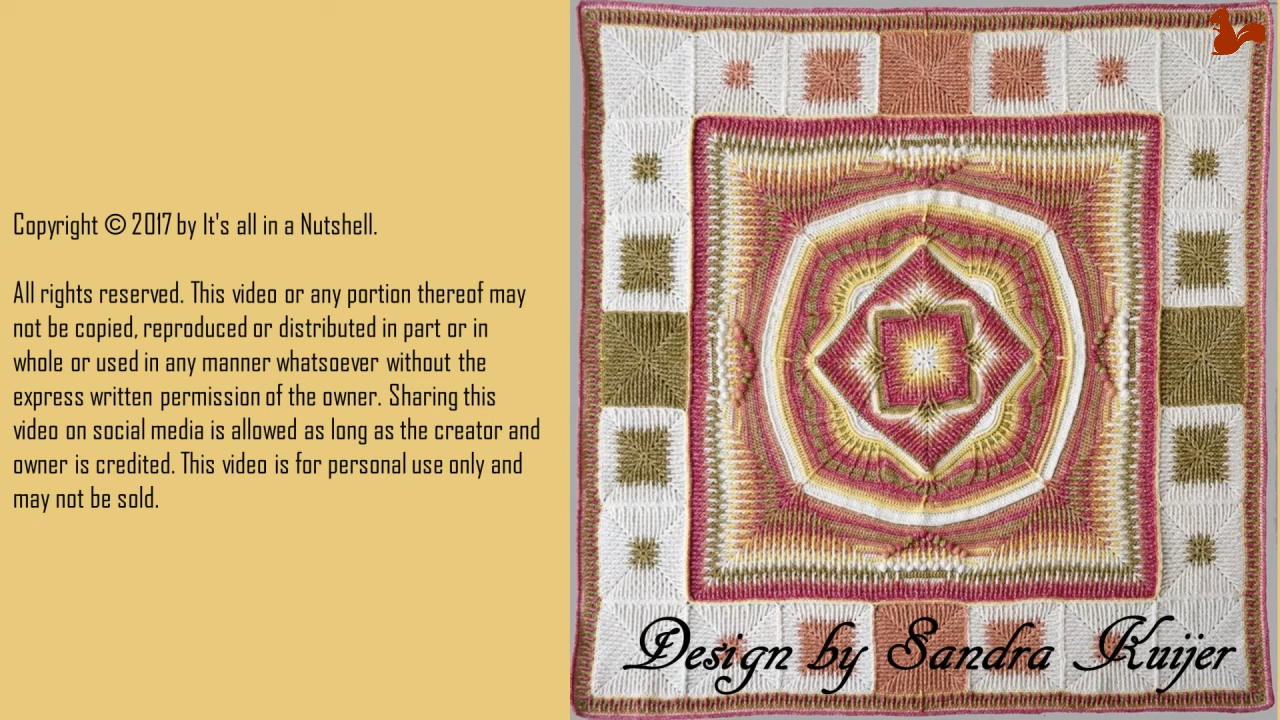 Copyright © 2017 by It's all in a Nutshell.
All rights reserved. This video or any portion thereof may
not be copied, reproduced or distributed in part or in
whole or used in any manner whatsoever without the
express written permission of the owner. Sharing this
video on social media is allowed as long as the creator and
owner is credited. This video is for personal use only and
may not be sold.
Design by Sandra Kuijer